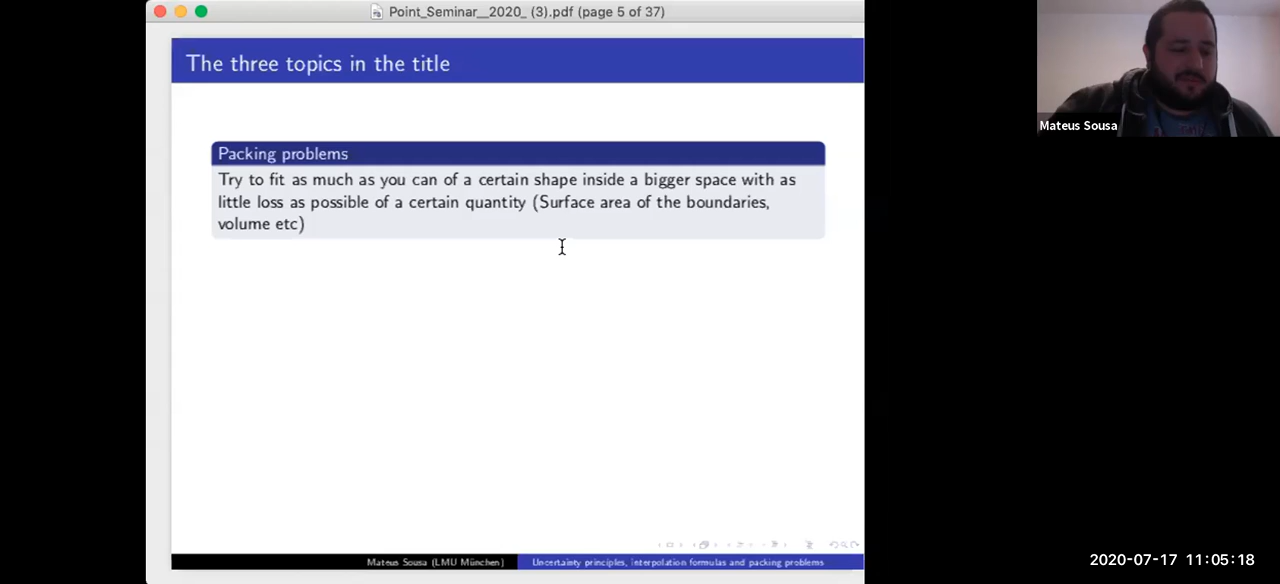 Point_Seminar__2020_ (3).pdf (page 5 of 37)
The three topics in the title
Packing problems
Try to fit as much as you can of a certain shape inside a bigger space with as
little loss as possible of a certain quantity (Surface area of the boundaries,
volume etc)
Mateus Sousa (LMU München)
Uncertainty principles, interpolation formulas and packing problems
Mateus Sousa
2020-07-17 11:05:18